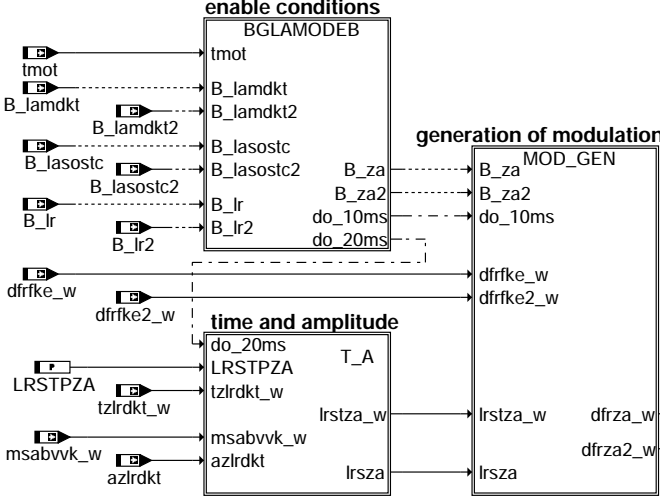 enable conditions
BGLAMODEB
tmot
tmot
B_lamdkt
B_lamdkt
B_lamdkt2
B_lamdkt2
B_lasostc
B_lasostc
B_lasostc2
B_lasostc2
B_lr
B_lr
B_lr2
B_lr2
B_za
B_za2
do_10ms
do_20ms
generation of modulation
MOD_GEN
B_za
B_za2
do_10ms
dfrfke_w
dfrfke_w
dfrfke2_w
dfrfke2_w
time and amplitude
T_A
do_20ms
P
LRSTPZA
LRSTPZA
tzlrdkt_w
tzlrdkt_w
msabvvk_w
msabvvk_w
azlrdkt
azlrdkt
lrstza_w
lrsza
lrstza_w
lrsza
dfrza_w
dfrza2_w